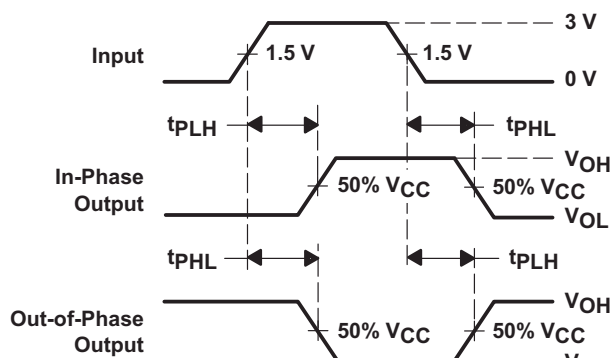 3 V
Input
1.5 V
1.5 V
0 V
tPLH
tPHL
VOH
In-Phase
Output
50% VCC
50% VCC
VOL
tPHL
tPLH
VOH
Out-of-Phase
Output
50% VCC
50% VCC